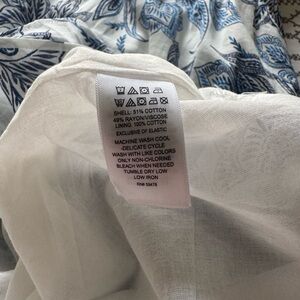 SHELL: 51% COTTON
49% RAYON/VISCOSE
LINING: 100% COTTON
EXCLUSIVE OF ELASTIC
MACHINE WASH COOL
-DELICATE CYCLE
WASH WITH LIKE COLORS
ONLY NON-CHLORINE
BLEACH WHEN NEEDED
TUMBLE DRY LOW
LOW IRON